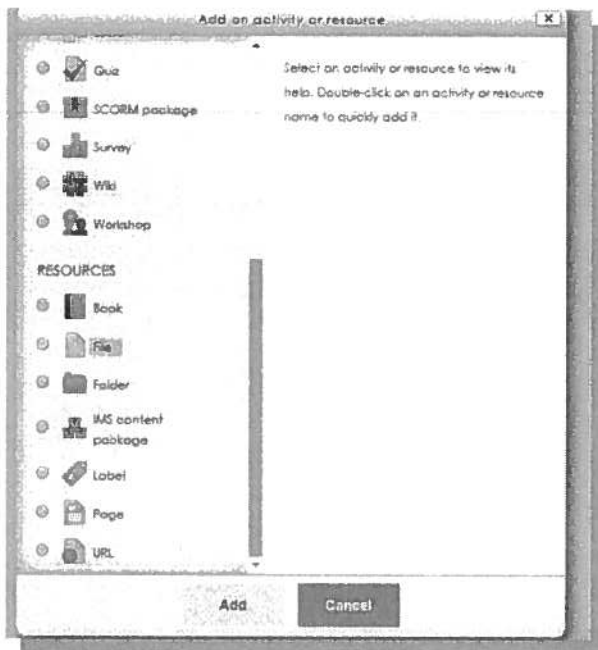 Add an activity or resource
Quiz
SCORM package
Survey
Wiki
Workshop
RESOURCES
Book
File
Folder
IMS content
package
Label
Page
URL
Select an activity or resource to view its
help. Double-click on an activity or resource
name to quickly add it.
Add
Cancel